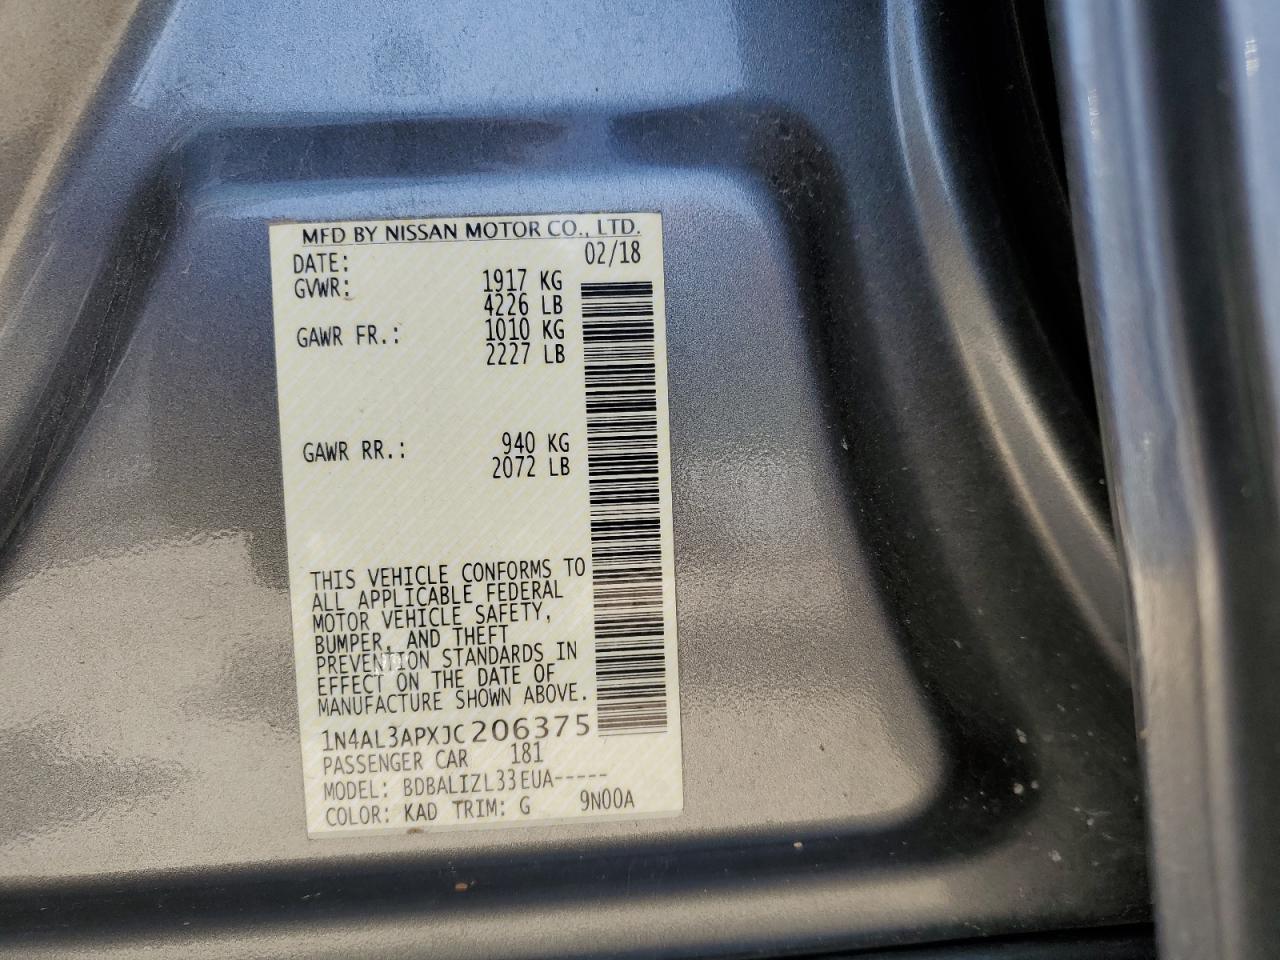 MFD BY NISSAN MOTOR CO., LTD.
DATE: 02/18
GVWR: 1917 KG
4226 LB
GAWR FR.: 1010 KG
2227 LB
GAWR RR.: 940 KG
2072 LB
THIS VEHICLE CONFORMS TO
ALL APPLICABLE FEDERAL
MOTOR VEHICLE SAFETY,
BUMPER, AND THEFT
PREVENTION STANDARDS IN
EFFECT ON THE DATE OF
MANUFACTURE SHOWN ABOVE.
1N4AL3APXJC206375
PASSENGER CAR 181
MODEL: BDBALIZL33EUA-----
COLOR: KAD TRIM: G 9N00A